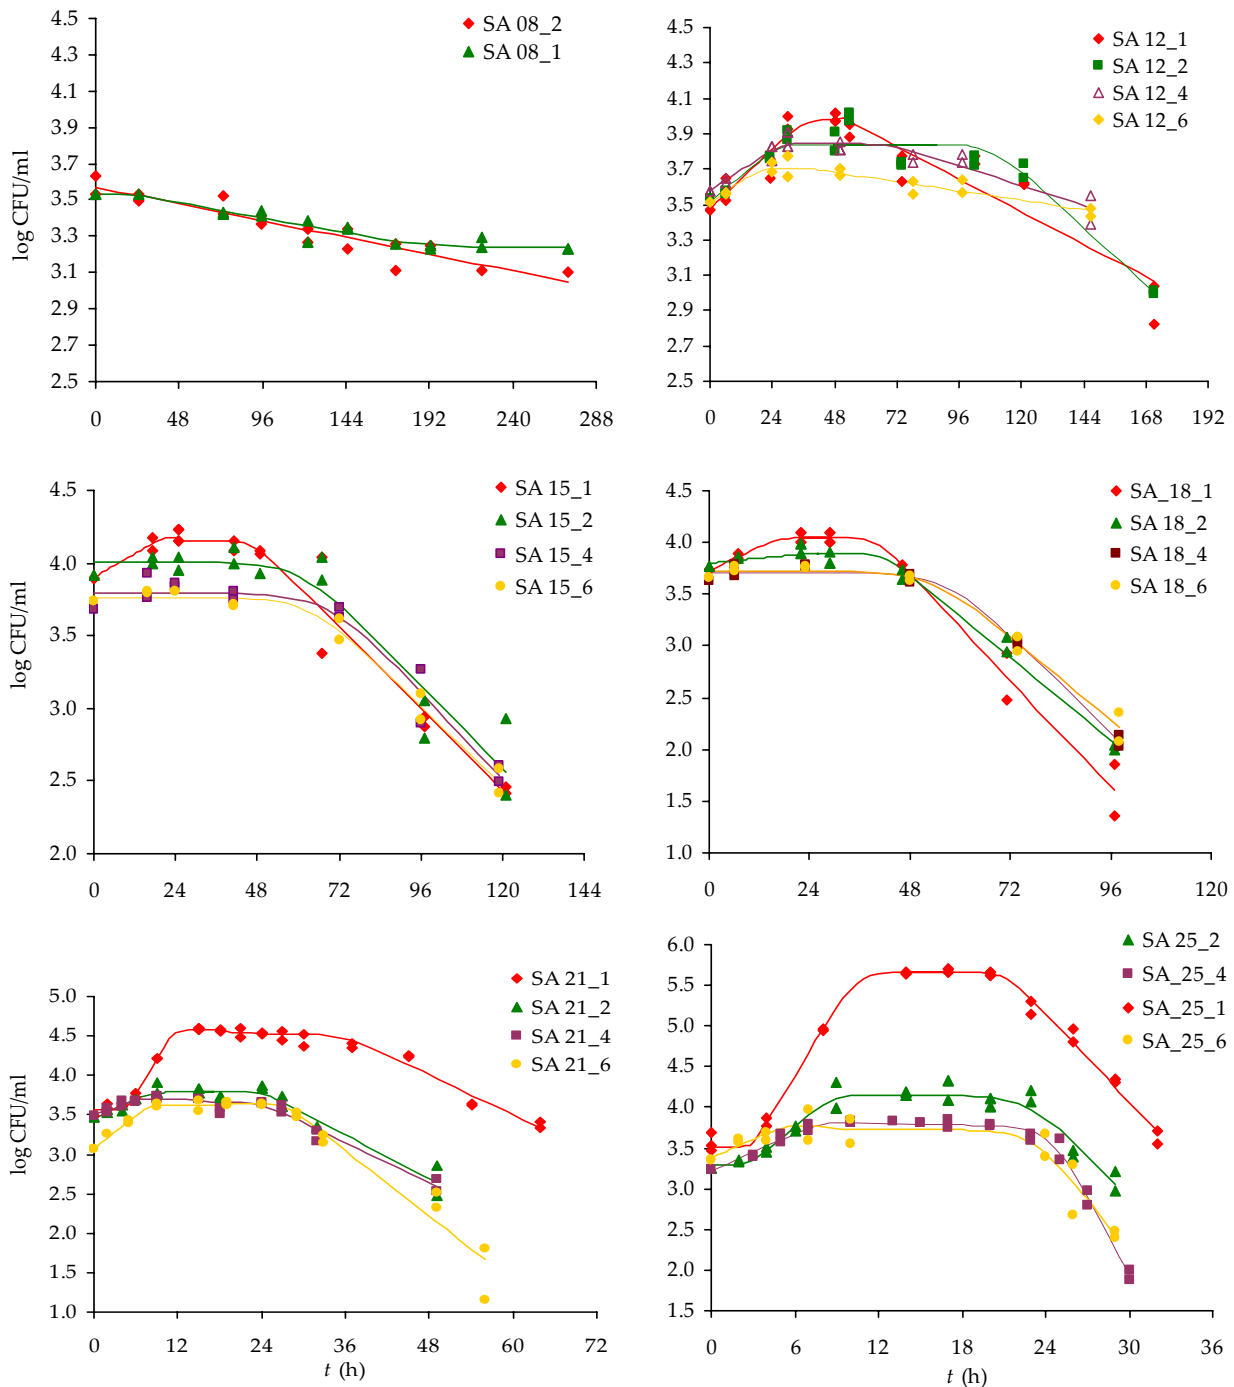 4.5
4.3
4.1
3.9
3.7
3.5
3.3
3.1
2.9
2.7
2.5
log CFU/ml
SA 08_2
SA 08_1
0 48 96 144 192 240 288
4.5
4.3
4.1
3.9
3.7
3.5
3.3
3.1
2.9
2.7
2.5
SA 12_1
SA 12_2
SA 12_4
SA 12_6
0 24 48 72 96 120 144 168 192
4.5
4.0
3.5
3.0
2.5
2.0
log CFU/ml
SA 15_1
SA 15_2
SA 15_4
SA 15_6
0 24 48 72 96 120 144
4.5
4.0
3.5
3.0
2.5
2.0
1.5
1.0
SA_18_1
SA 18_2
SA 18_4
SA 18_6
0 24 48 72 96 120
5.0
4.5
4.0
3.5
3.0
2.5
2.0
1.5
1.0
log CFU/ml
SA 21_1
SA 21_2
SA 21_4
SA 21_6
0 12 24 36 48 60 72
t (h)
6.0
5.5
5.0
4.5
4.0
3.5
3.0
2.5
2.0
1.5
SA 25_2
SA_25_4
SA_25_1
SA_25_6
0 6 12 18 24 30 36
t (h)